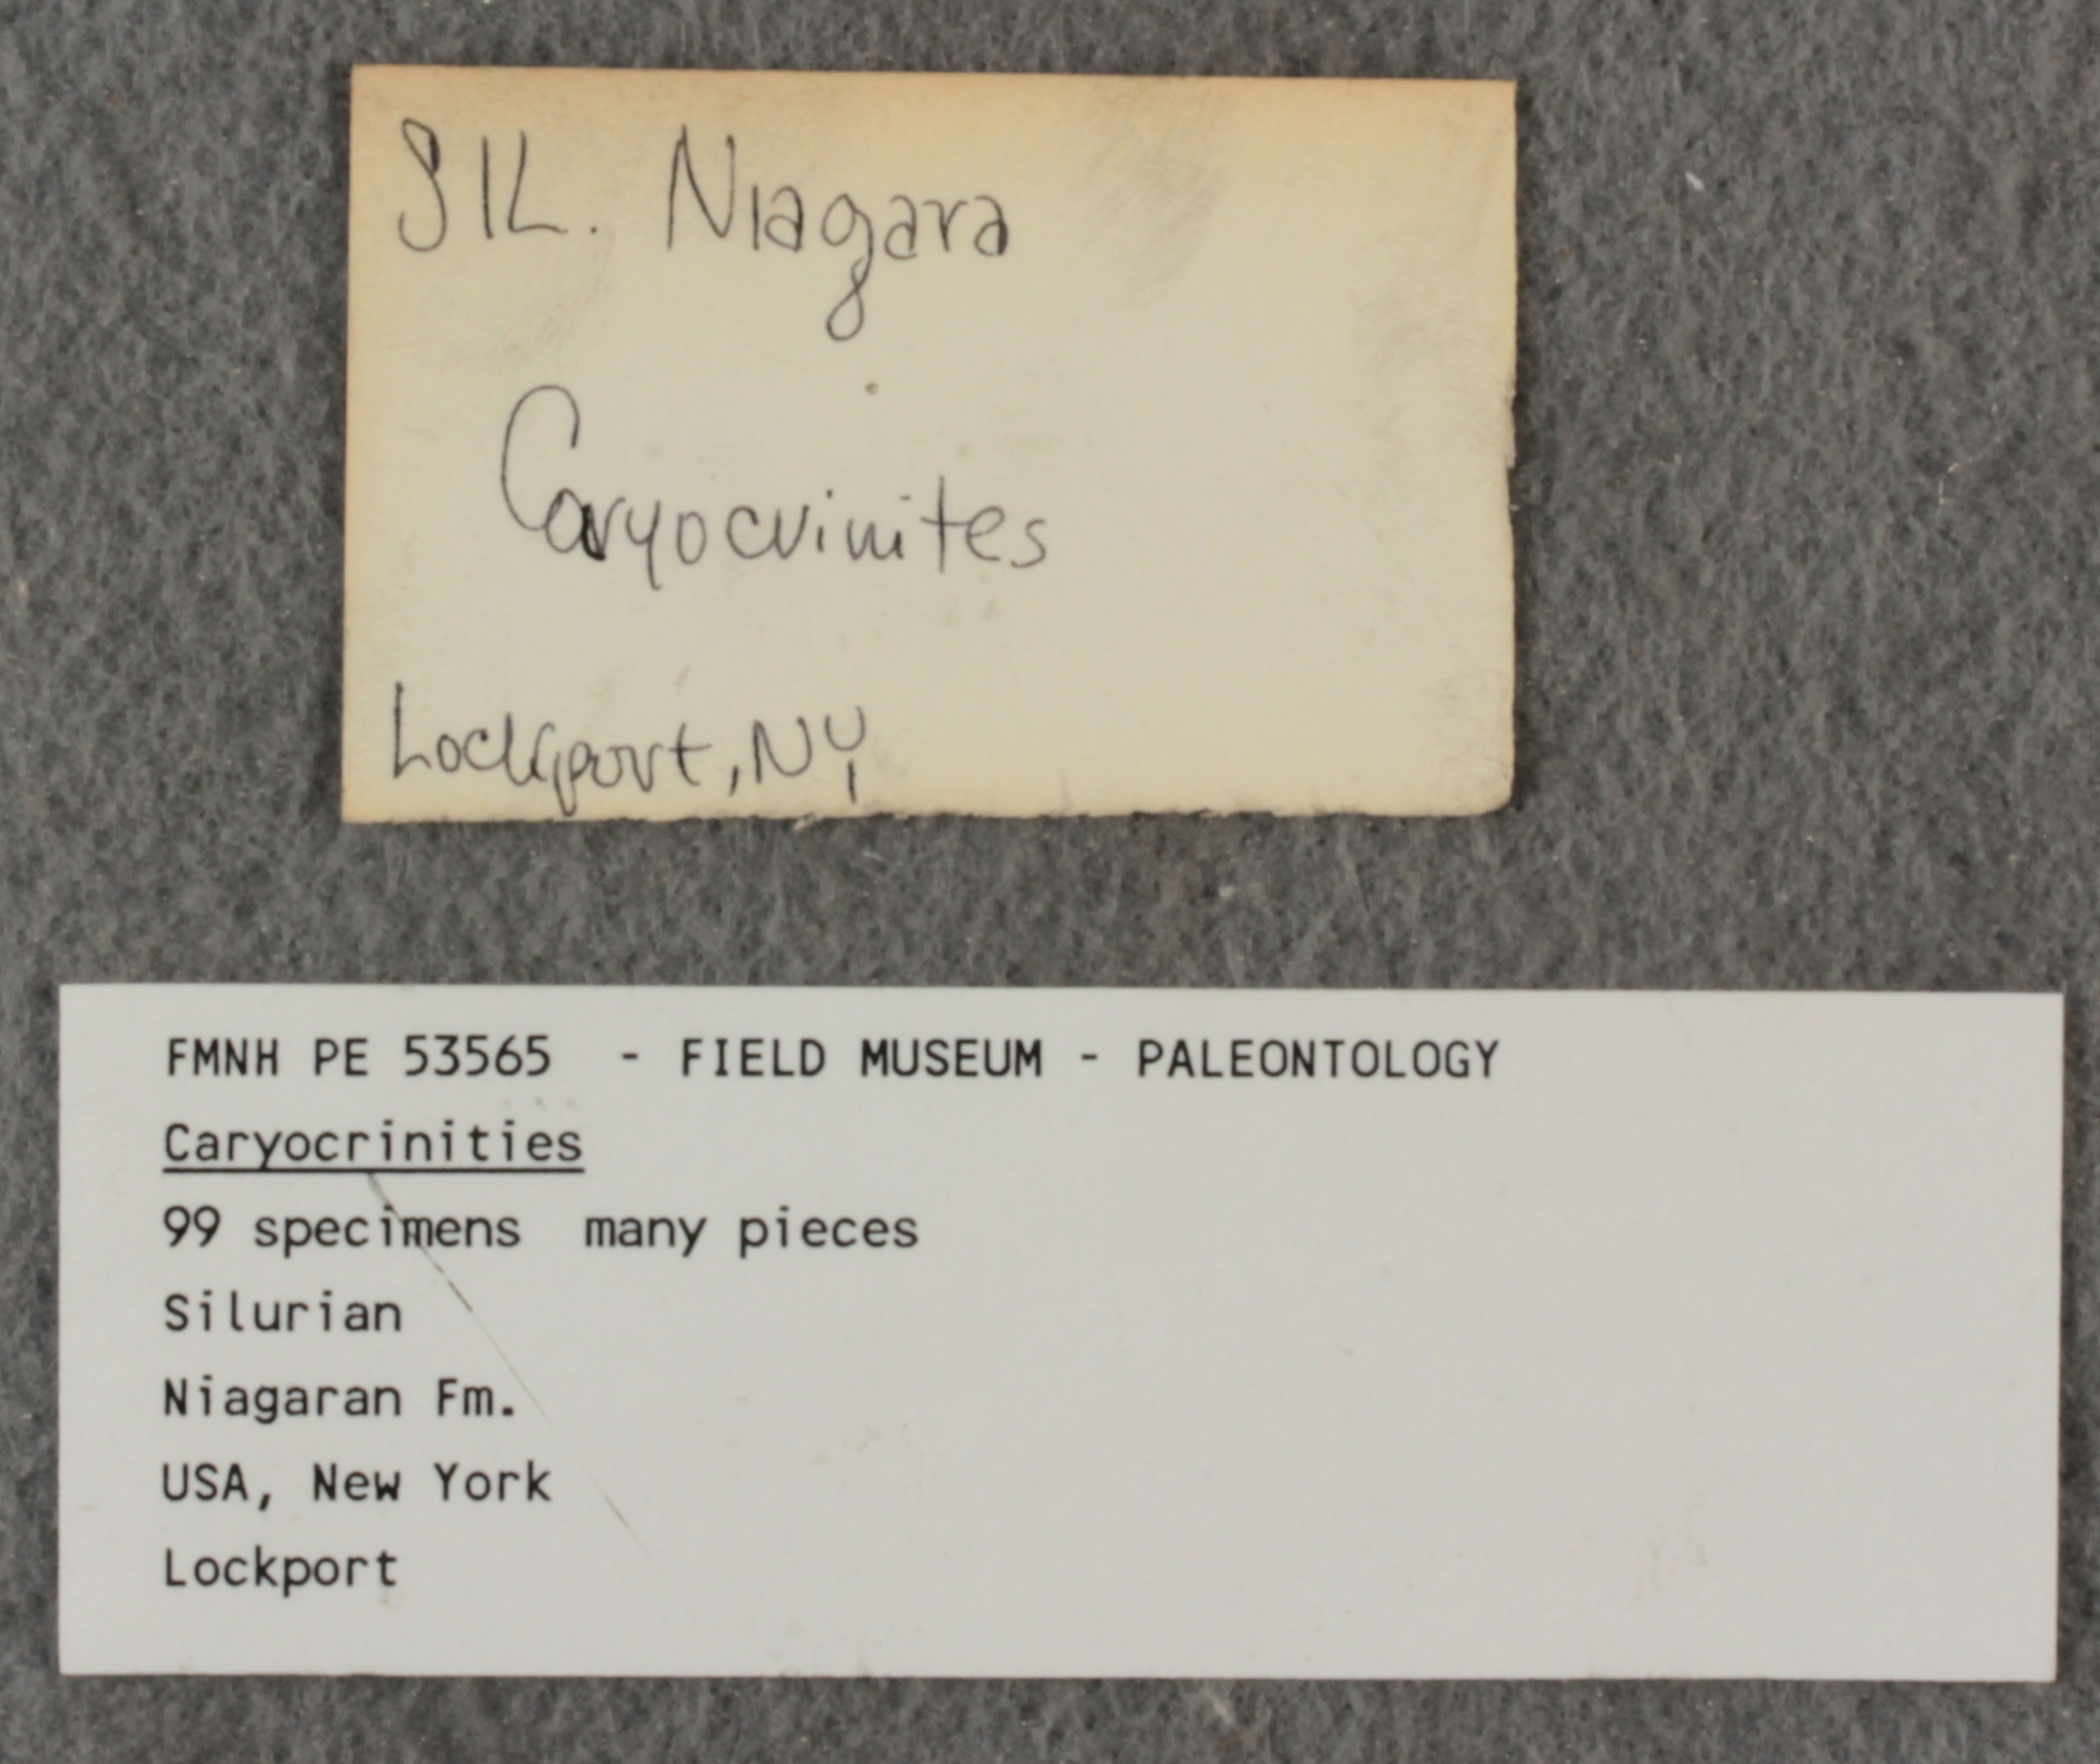 SIL. Niagara
Caryocrinites
Lockport, NY
FMNH PE 53565 - FIELD MUSEUM - PALEONTOLOGY
Caryocrinities
99 specimens many pieces
Silurian
Niagaran Fm.
USA, New York
Lockport